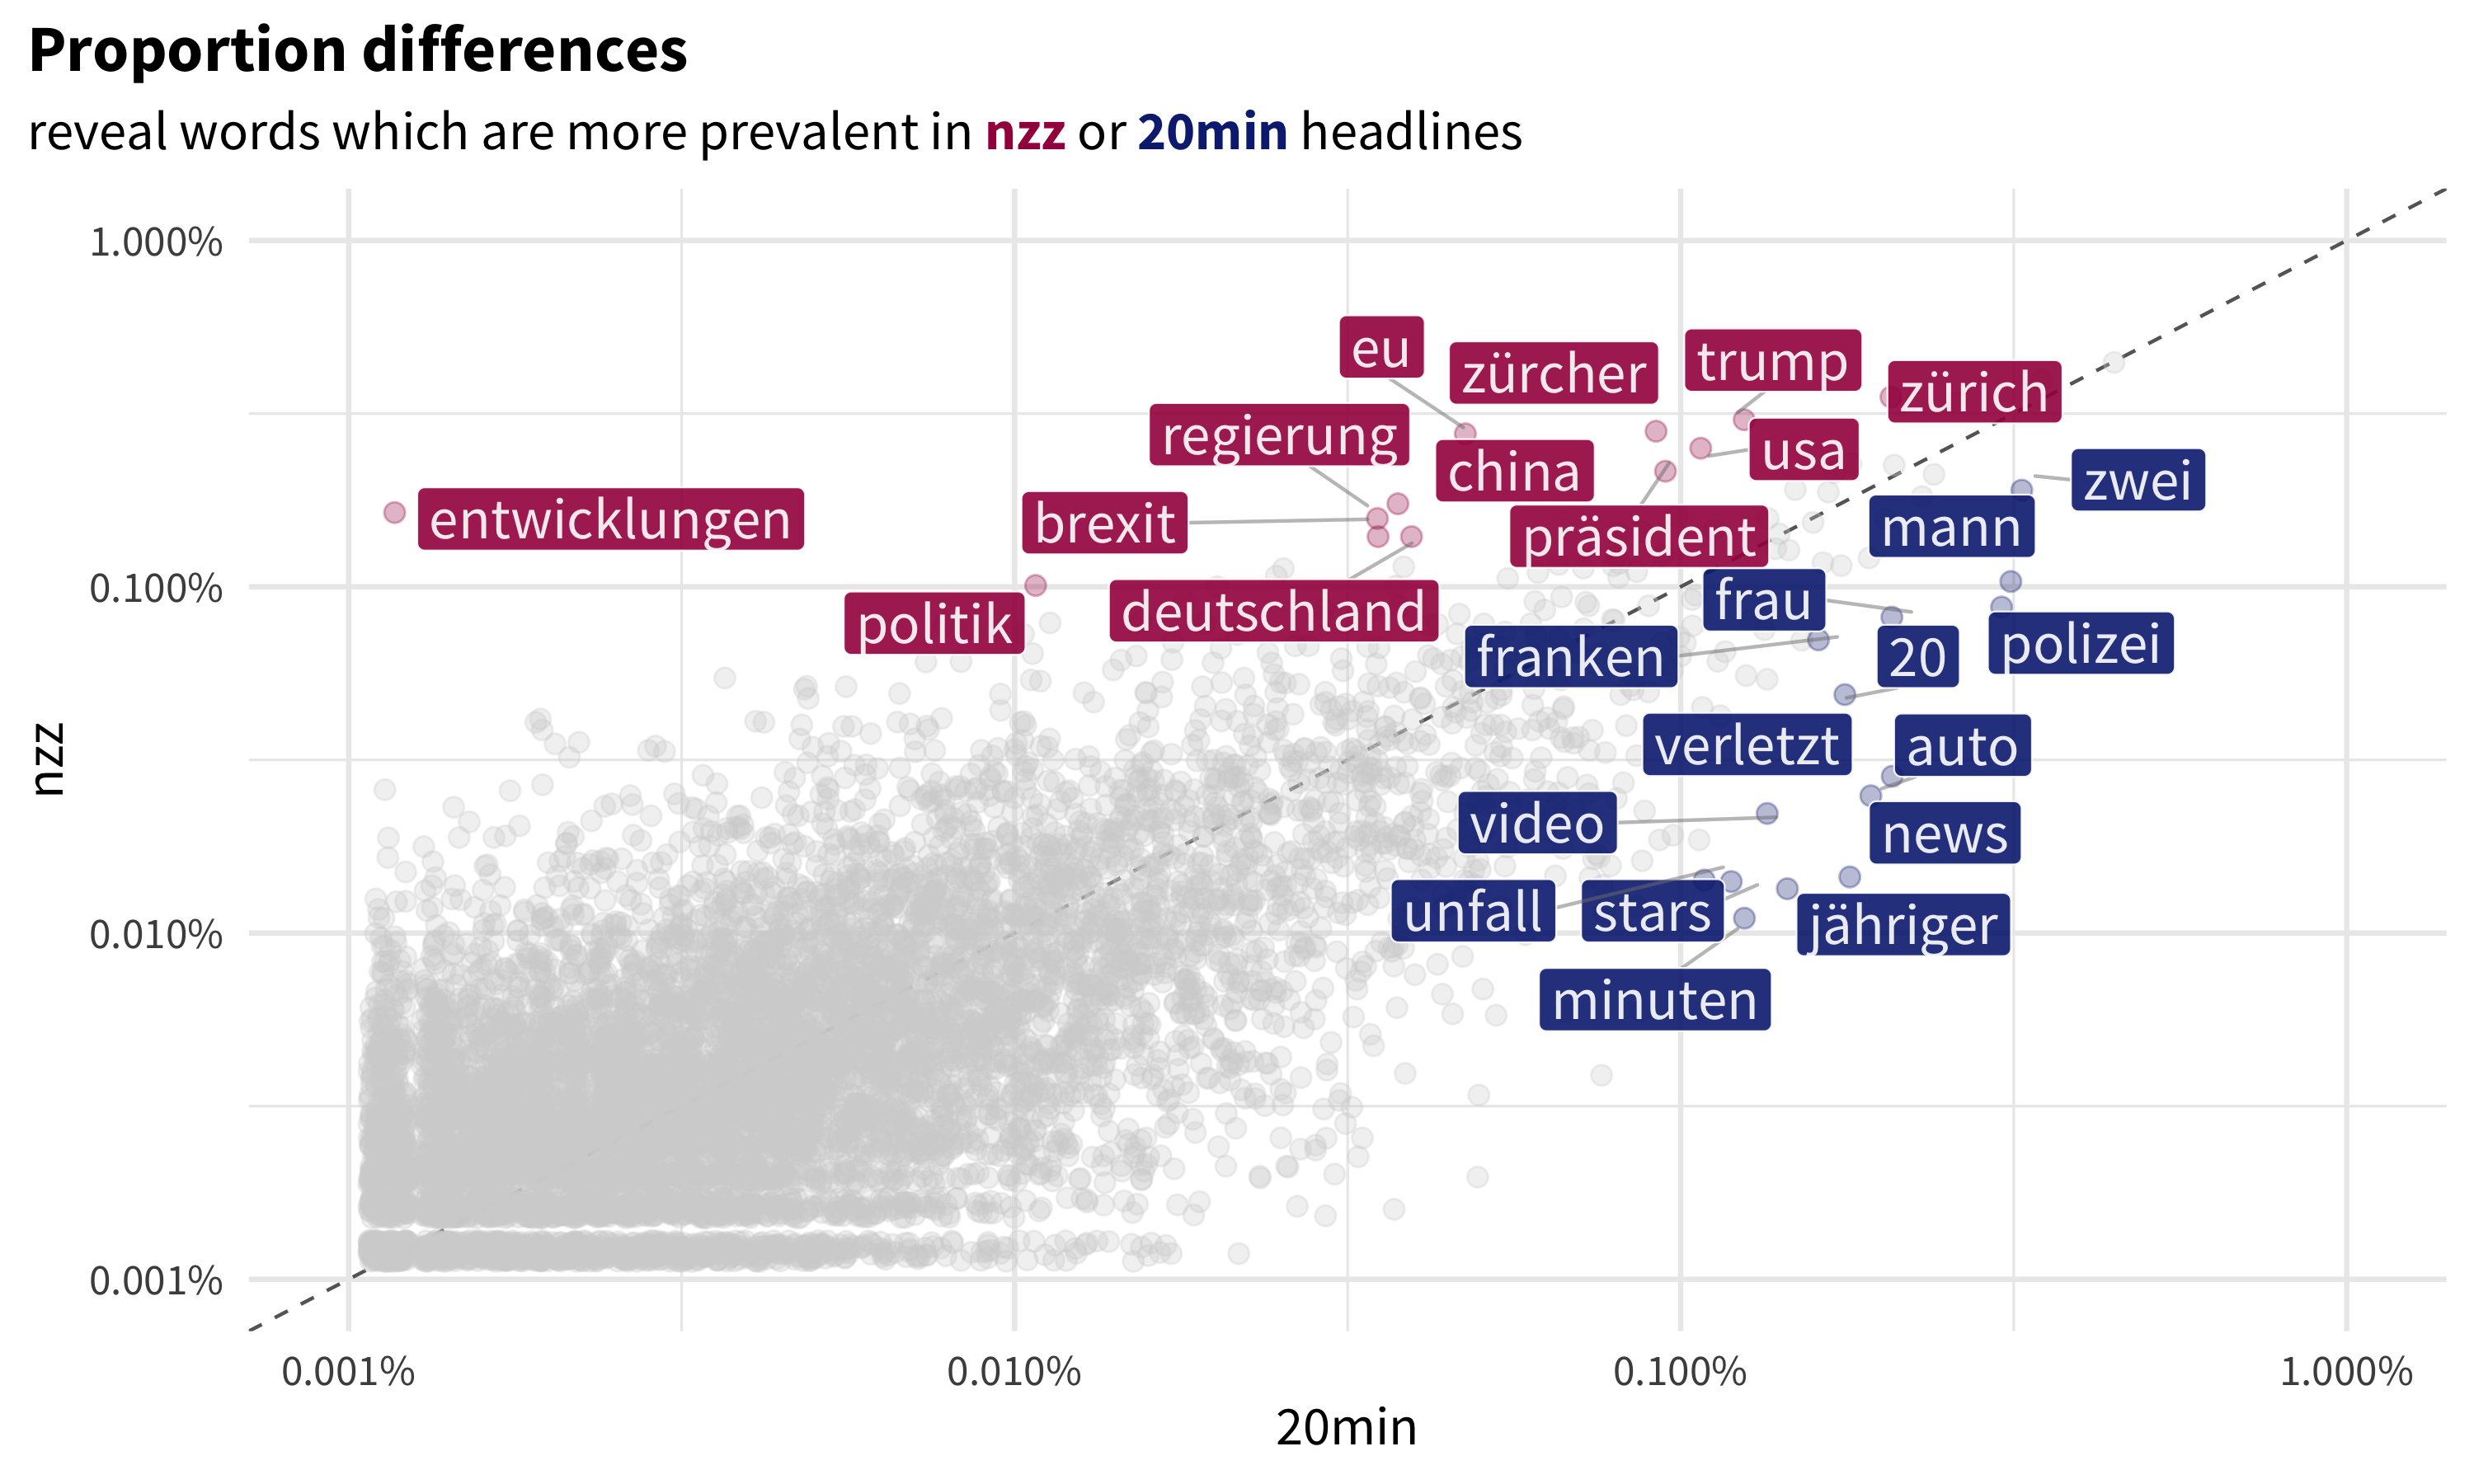 Proportion differences
reveal words which are more prevalent in nzz or 20min headlines
nzz
1.000%
0.100%
0.010%
0.001%
eu
zürcher
trump
zürich
regierung
china
usa
zwei
entwicklungen
brexit
präsident
mann
politik
deutschland
frau
franken
20
polizei
verletzt
auto
video
news
unfall
stars
jähriger
minuten
0.001%
0.010%
0.100%
1.000%
20min